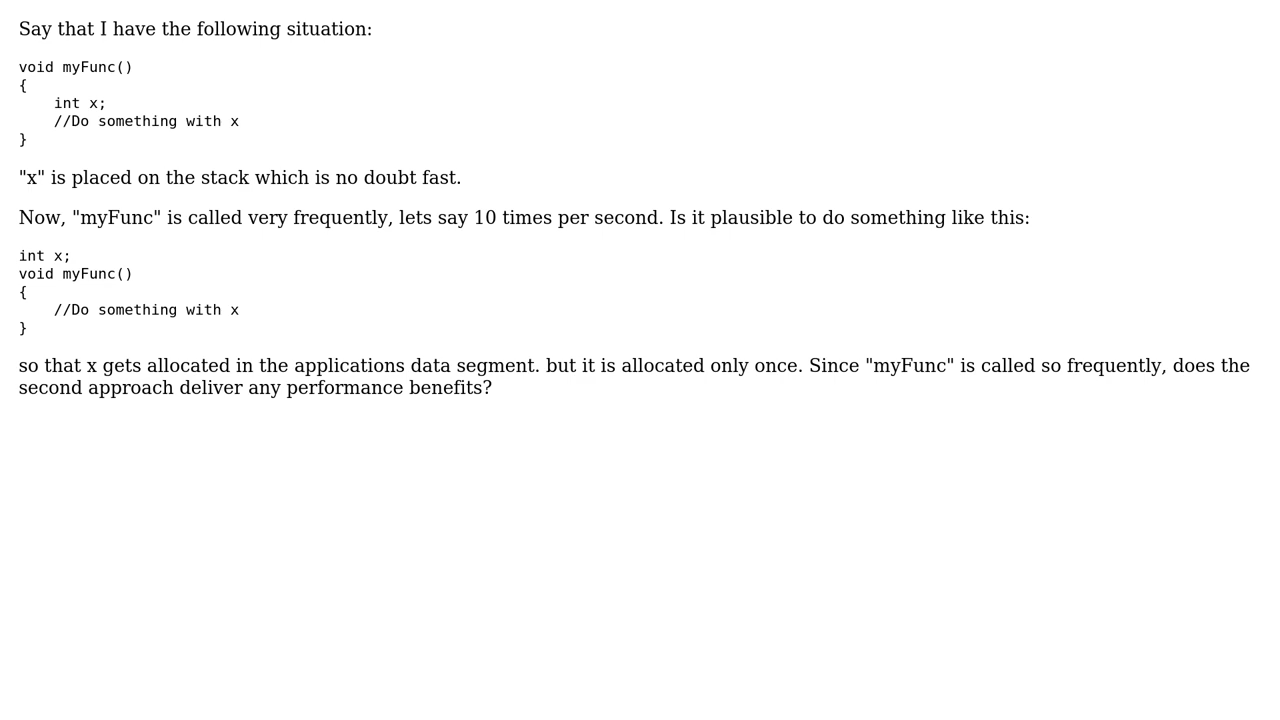 Say that I have the following situation:
void myFunc()
{
    int x;
    //Do something with x
}
"x" is placed on the stack which is no doubt fast.
Now, "myFunc" is called very frequently, lets say 10 times per second. Is it plausible to do something like this:
int x;
void myFunc()
{
    //Do something with x
}
so that x gets allocated in the applications data segment. but it is allocated only once. Since "myFunc" is called so frequently, does the
second approach deliver any performance benefits?